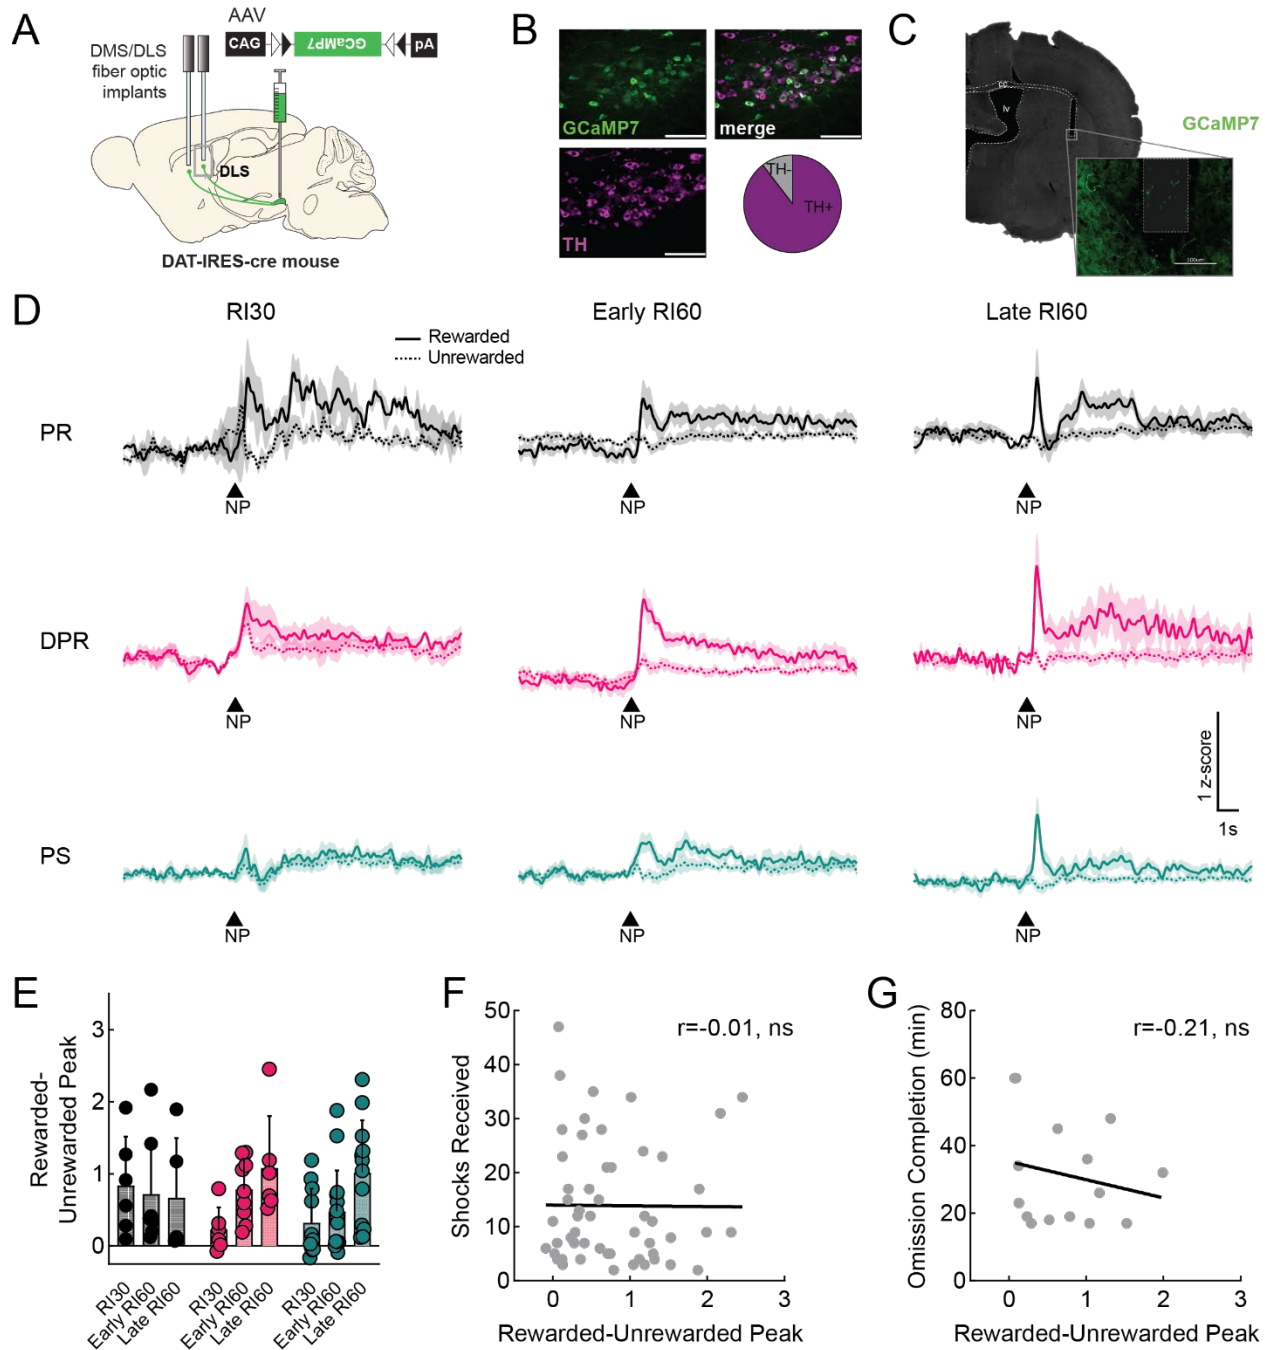 A
AAV
CAG
GCaMP7
pA
DMS/DLS
fiber optic
implants
DLS
DAT-IRES-cre mouse
B
GCaMP7
merge
TH
TH-
TH+
C
cc
lv
GCaMP7
100um
D
RI30
Early RI60
Late RI60
Rewarded
Unrewarded
PR
NP
NP
NP
DPR
NP
NP
NP
1 z-score
1s
PS
NP
NP
NP
E
Rewarded-
Unrewarded Peak
3
2
1
0
RI30
Early RI60
Late RI60
RI30
Early RI60
Late RI60
RI30
Early RI60
Late RI60
F
Shocks Received
50
40
30
20
10
0
r=-0.01, ns
0 1 2 3
Rewarded-Unrewarded Peak
G
Omission Completion (min)
80
60
40
20
0
r=-0.21, ns
0 1 2 3
Rewarded-Unrewarded Peak